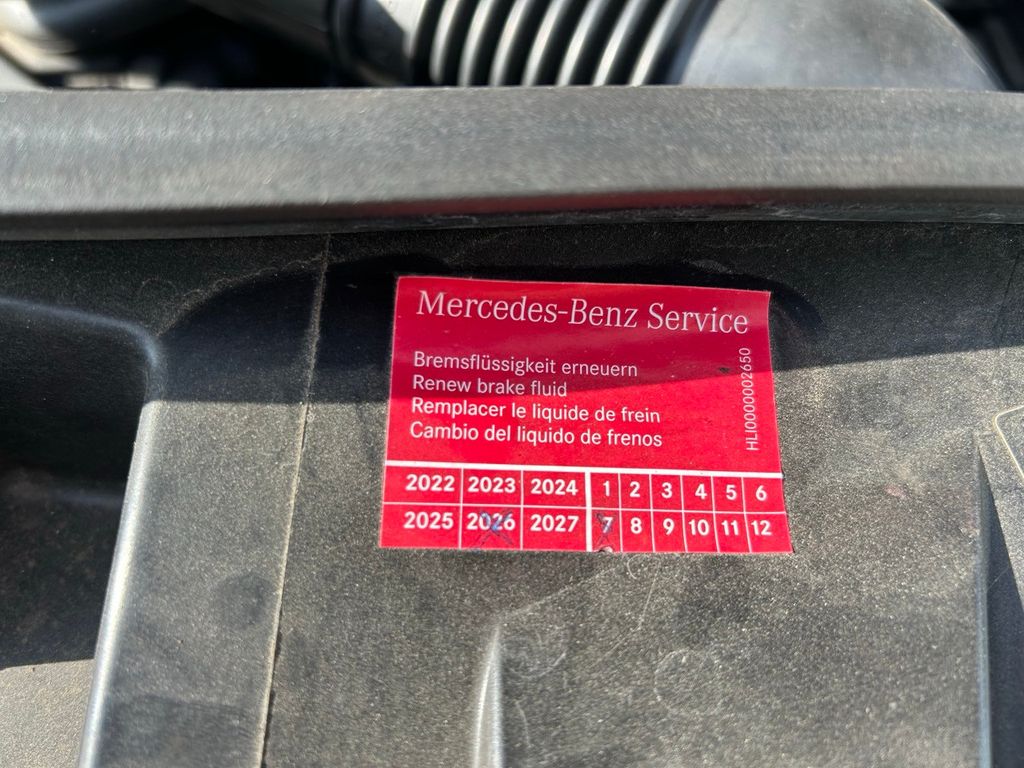 Mercedes-Benz Service
Bremsflüssigkeit erneuern
Renew brake fluid
Remplacer le liquide de frein
Cambio del liquido de frenos
HLI0000002650
2022 2023 2024 1 2 3 4 5 6
2025 2026 2027 7 8 9 10 11 12